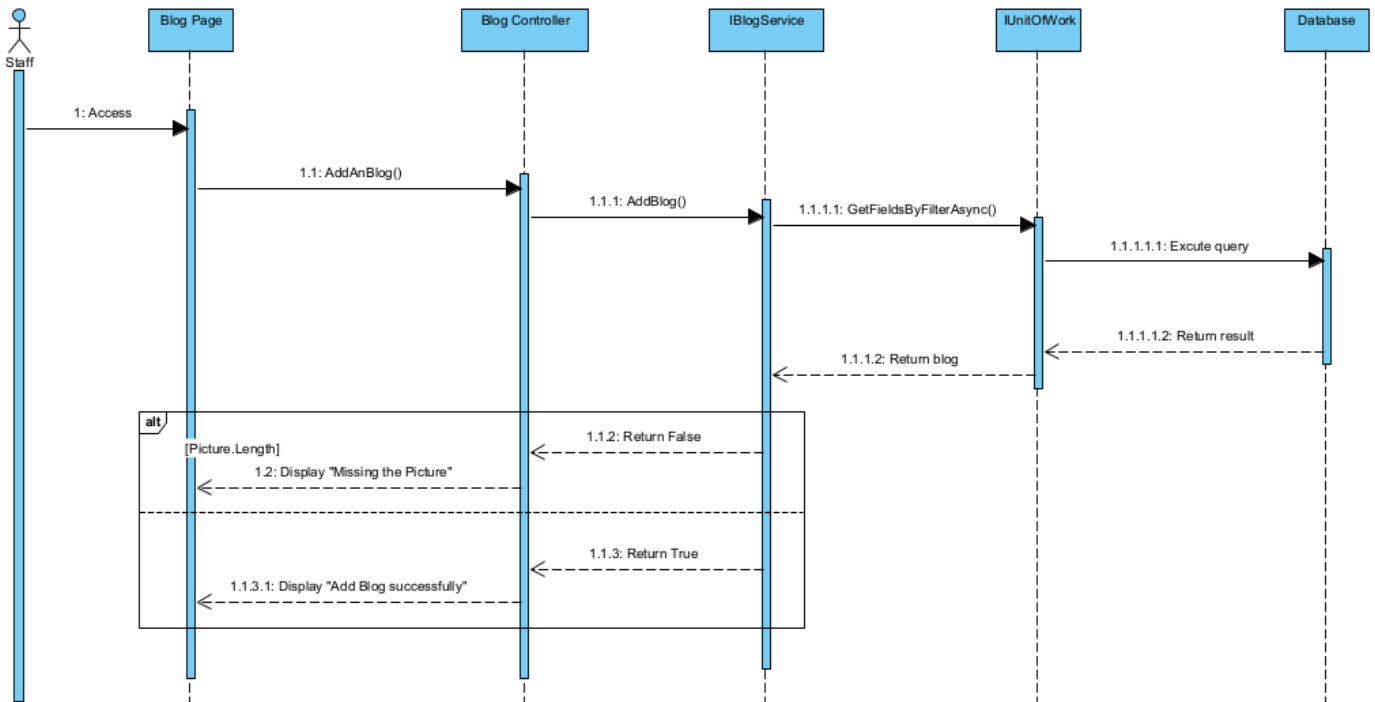 Blog Page
Blog Controller
IBlogService
IUnitOfWork
Database
Staff
1: Access
1.1: AddAnBlog()
1.1.1: AddBlog()
1.1.1.1: GetFieldsByFilterAsync()
1.1.1.1.1: Excute query
1.1.1.1.2: Return result
1.1.1.2: Return blog
alt
[Picture.Length]
1.1.2: Return False
1.2: Display "Missing the Picture"
1.1.3: Return True
1.1.3.1: Display "Add Blog successfully"